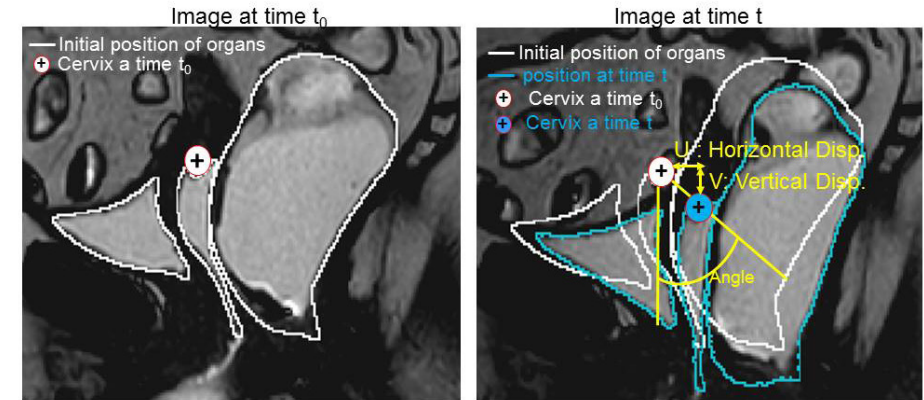 Image at time t0
Initial position of organs
Cervix a time t0
Image at time t
Initial position of organs
position at time t
Cervix a time t0
Cervix a time t
U : Horizontal Disp.
V: Vertical Disp.
Angle